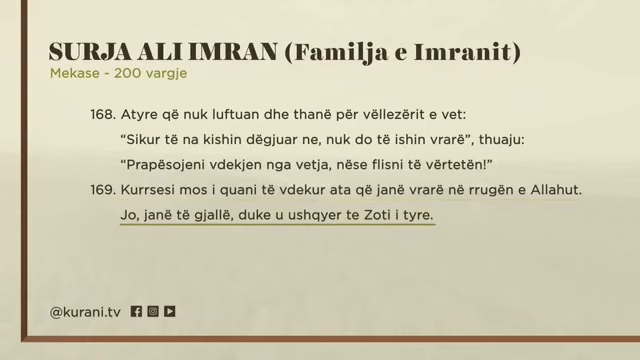 SURJA ALI IMRAN (Familja e Imranit)
Mekase - 200 vargje
168. Atyre që nuk luftuan dhe thanë për vëllezërit e vet:
“Sikur të na kishin dëgjuar ne, nuk do të ishin vrarë”, thuaju:
“Prapësojeni vdekjen nga vetja, nëse flisni të vërtetën!”
169. Kurrsesi mos i quani të vdekur ata që janë vrarë në rrugën e Allahut.
Jo, janë të gjallë, duke u ushqyer te Zoti i tyre.
@kurani.tv